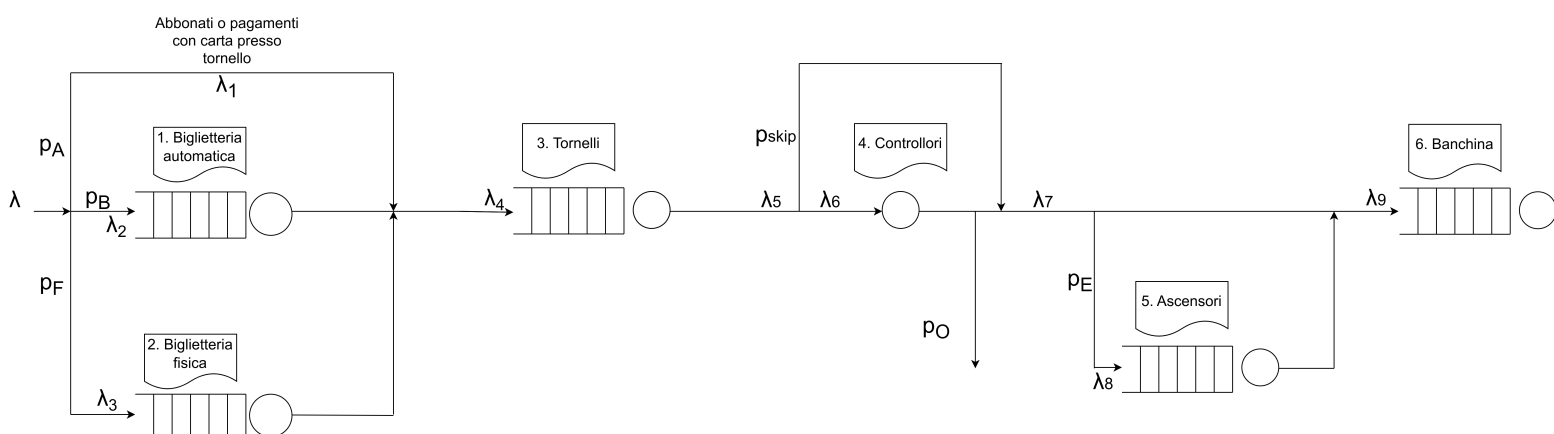 Abbonati o pagamenti
con carta presso
tornello
λ1
pA
1. Biglietteria
automatica
λ
pB
λ2
pF
2. Biglietteria
fisica
λ3
λ4
3. Tornelli
λ5
pskip
λ6
4. Controllori
λ7
pO
pE
5. Ascensori
λ8
λ9
6. Banchina